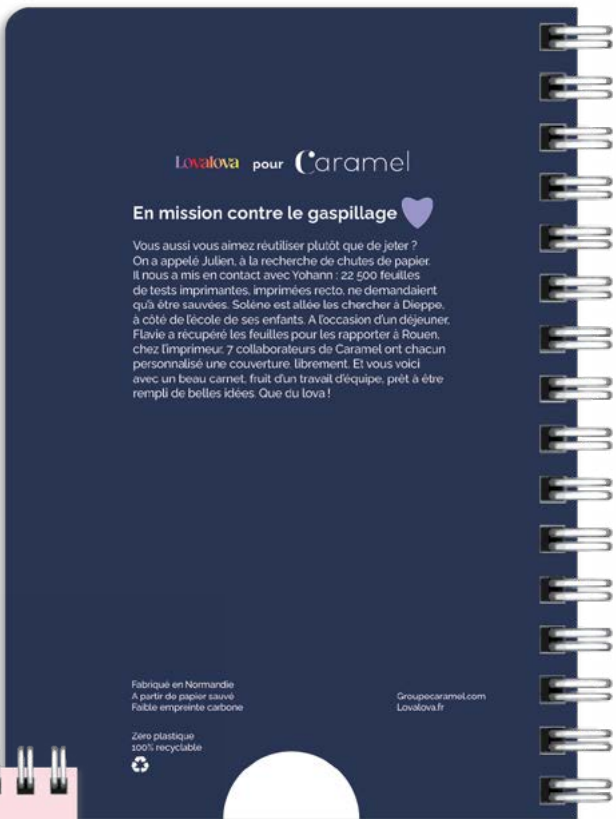 Lovalova pour Caramel
En mission contre le gaspillage
Vous aussi vous aimez réutiliser plutôt que de jeter ?
On a appelé Julien, à la recherche de chutes de papier.
Il nous a mis en contact avec Yohann : 22 500 feuilles
de tests imprimantes, imprimées recto, ne demandaient
qu'à être sauvées. Solène est allée les chercher à Dieppe,
à côté de l'école de ses enfants. A l'occasion d'un déjeuner,
Flavie a récupéré les feuilles pour les rapporter à Rouen,
chez l'imprimeur. 7 collaborateurs de Caramel ont chacun
personnalisé une couverture, librement. Et vous voici
avec un beau carnet, fruit d'un travail d'équipe, prêt à être
rempli de belles idées. Que du lova !
Fabriqué en Normandie
A partir de papier sauvé
Faible empreinte carbone
Groupecaramel.com
Lovalova.fr
Zéro plastique
100% recyclable